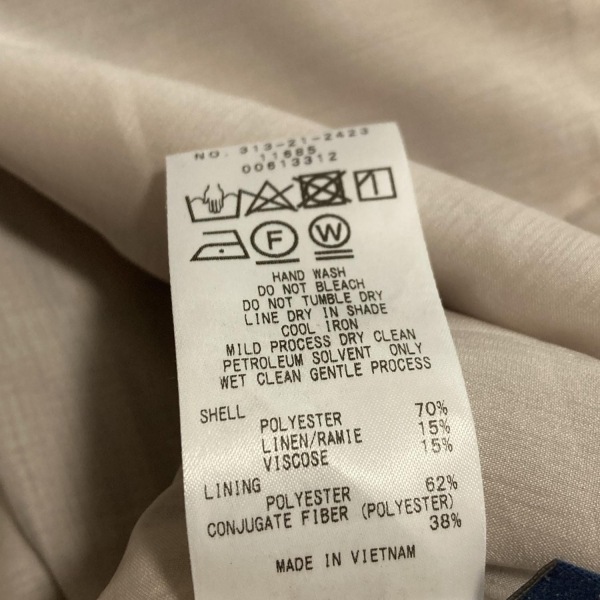 NO. 313-21-2423
11685
00613312
F W
HAND WASH
DO NOT BLEACH
DO NOT TUMBLE DRY
LINE DRY IN SHADE
COOL IRON
MILD PROCESS DRY CLEAN
PETROLEUM SOLVENT ONLY
WET CLEAN GENTLE PROCESS
SHELL
POLYESTER 70%
LINEN/RAMIE 15%
VISCOSE 15%
LINING
POLYESTER 62%
CONJUGATE FIBER (POLYESTER)
38%
MADE IN VIETNAM